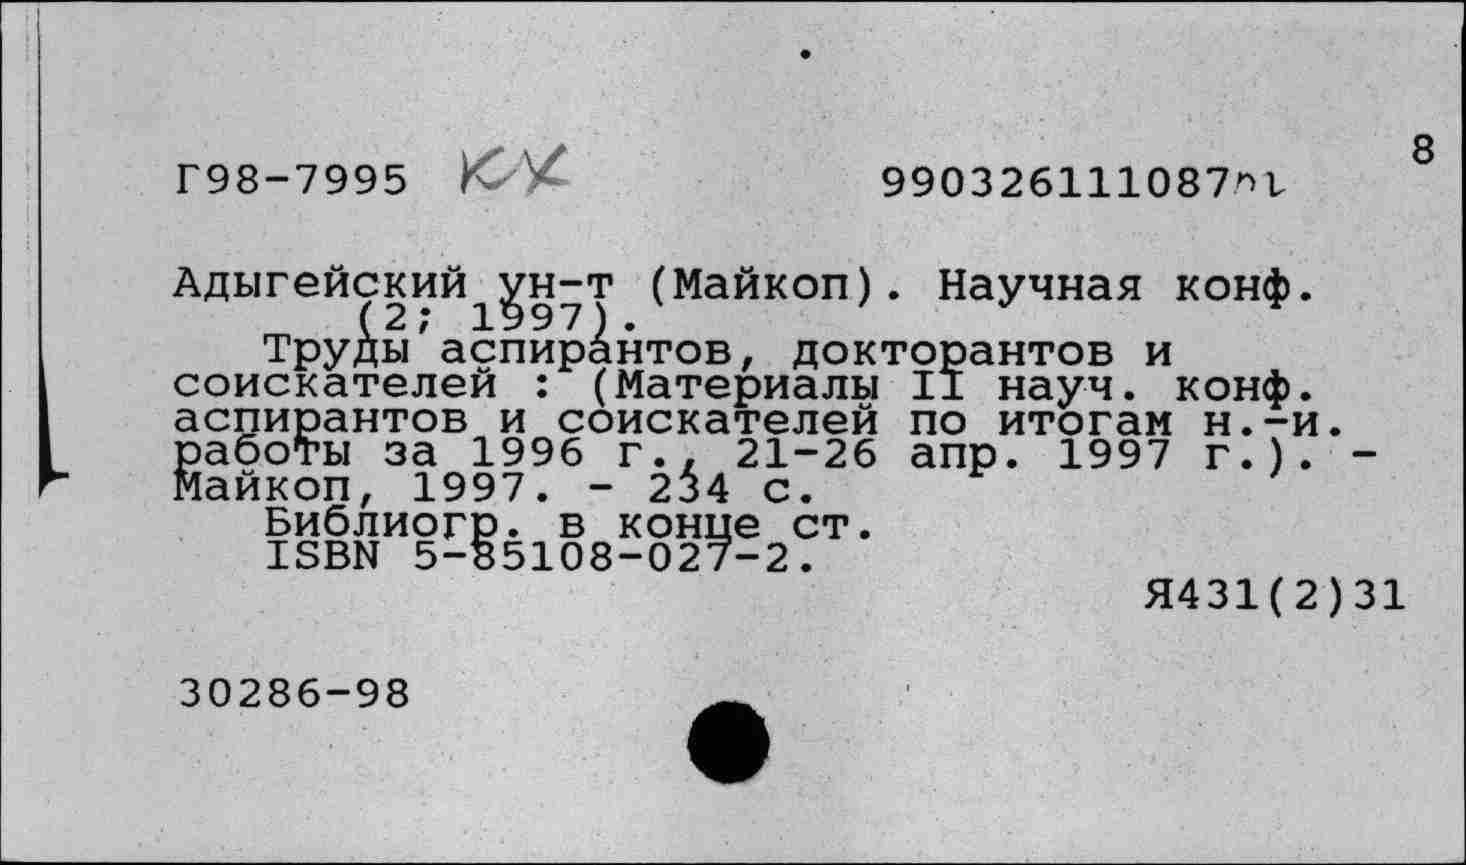 8
Г98-7995 КХ 990326111087
Адыгейский ун-т (Майкоп). Научная конф.
(2; 1997).
Труды аспирантов, докторантов и
соискателей : (Материалы II науч. конф.
аспирантов и соискателей по итогам н.-и.
работы за 1996 г., 21-26 апр. 1997 г.). -
Майкоп, 1997. - 234 с.
Библиогр. в конце ст.
ISBN 5-85108-027-2.
Я431(2)31
30286-98